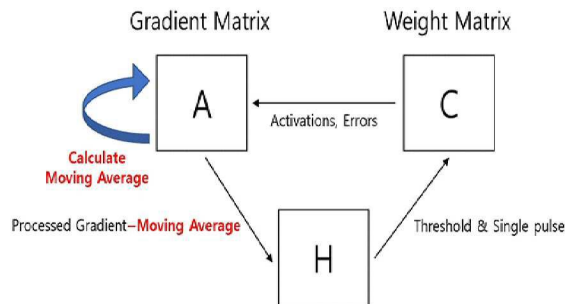 Gradient Matrix
Weight Matrix
A
C
Activations, Errors
Calculate
Moving Average
Processed Gradient–Moving Average
Threshold & Single pulse
H